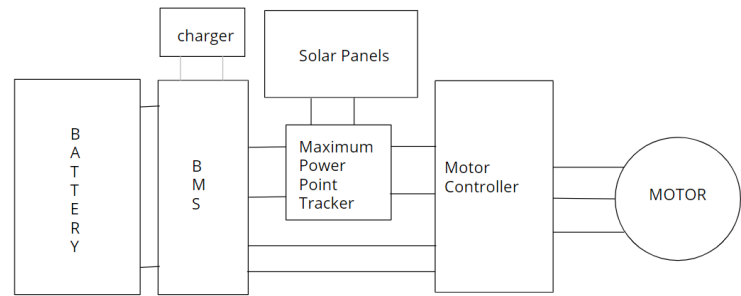 charger
Solar Panels
B
A
T
T
E
R
Y
B
M
S
Maximum
Power
Point
Tracker
Motor
Controller
MOTOR